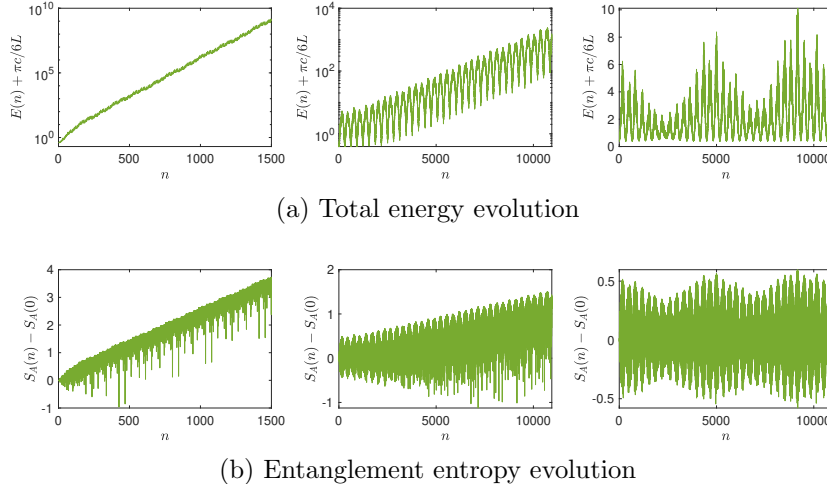 10^10
10^5
10^0
E(n) + πc/6L
0 500 1000 1500
n
10^4
10^2
10^0
E(n) + πc/6L
0 5000 10000
n
10
8
6
4
2
0
E(n) + πc/6L
0 5000 10000
n
(a) Total energy evolution
4
3
2
1
0
-1
S_A(n) − S_A(0)
0 500 1000 1500
n
2
1
0
-1
S_A(n) − S_A(0)
0 5000 10000
n
0.5
0
-0.5
S_A(n) − S_A(0)
0 5000 10000
n
(b) Entanglement entropy evolution